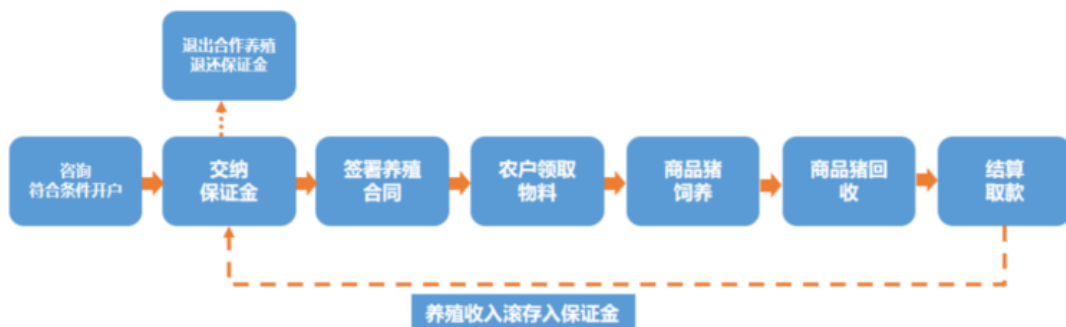 退出合作养殖
退还保证金
咨询
符合条件开户
交纳
保证金
签署养殖
合同
农户领取
物料
商品猪
饲养
商品猪回
收
结算
取款
养殖收入滚存入保证金